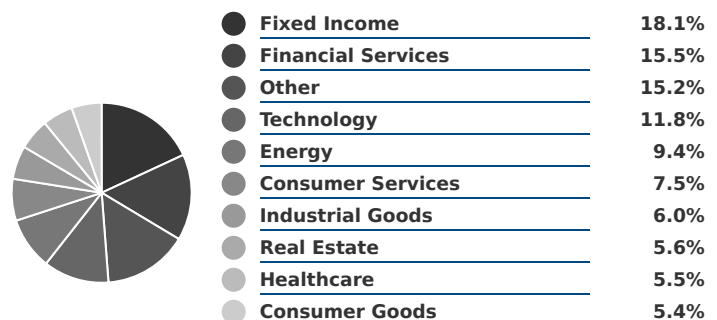 Fixed Income 18.1%
Financial Services 15.5%
Other 15.2%
Technology 11.8%
Energy 9.4%
Consumer Services 7.5%
Industrial Goods 6.0%
Real Estate 5.6%
Healthcare 5.5%
Consumer Goods 5.4%